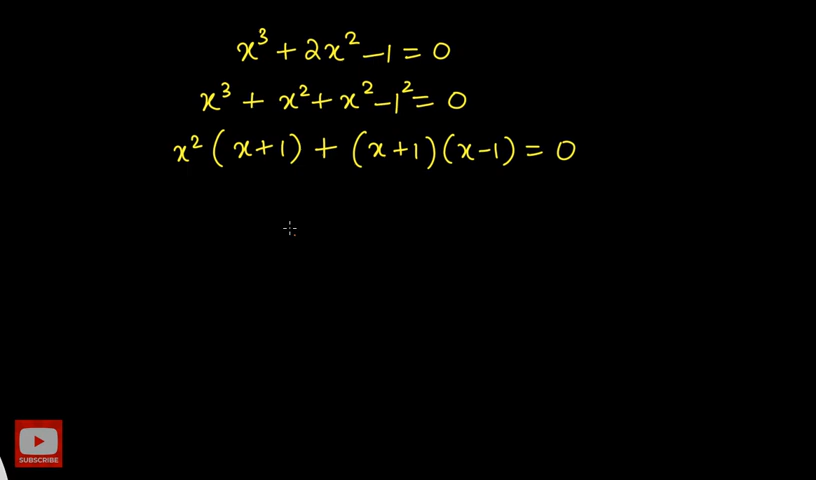 x³ + 2x² – 1 = 0
x³ + x² + x² – 1² = 0
x² (x+1) + (x+1)(x–1) = 0
SUBSCRIBE